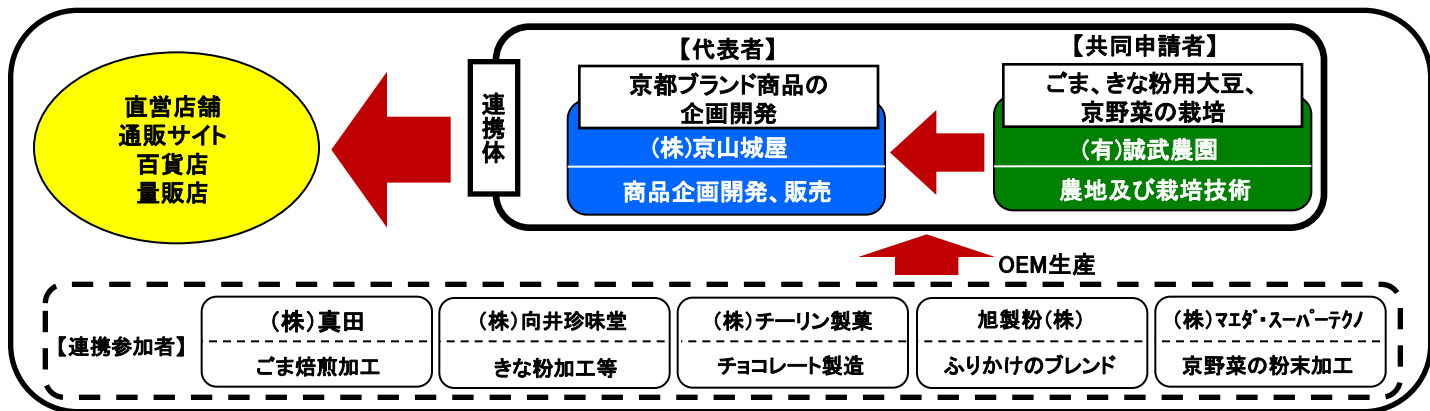 直営店舗
通販サイト
百貨店
量販店
連携体
【代表者】
京都ブランド商品の
企画開発
(株)京山城屋
商品企画開発、販売
【共同申請者】
ごま、きな粉用大豆、
京野菜の栽培
(有)誠武農園
農地及び栽培技術
OEM生産
【連携参加者】
(株)真田
ごま焙煎加工
(株)向井珍味堂
きな粉加工等
(株)チーリン製菓
チョコレート製造
旭製粉(株)
ふりかけのブレンド
(株)ﾏｴﾀﾞ・ｽｰﾊﾟｰﾃｸﾉ
京野菜の粉末加工